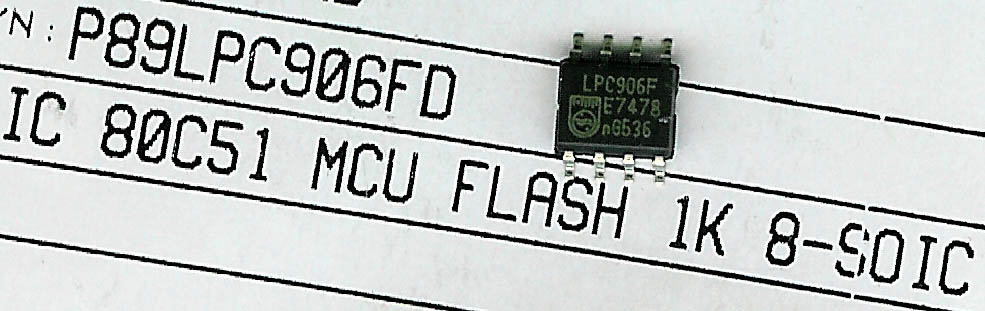 /N: P89LPC906FD
IC 80C51 MCU FLASH 1K 8-SOIC
LPC906F
E7478
nG536